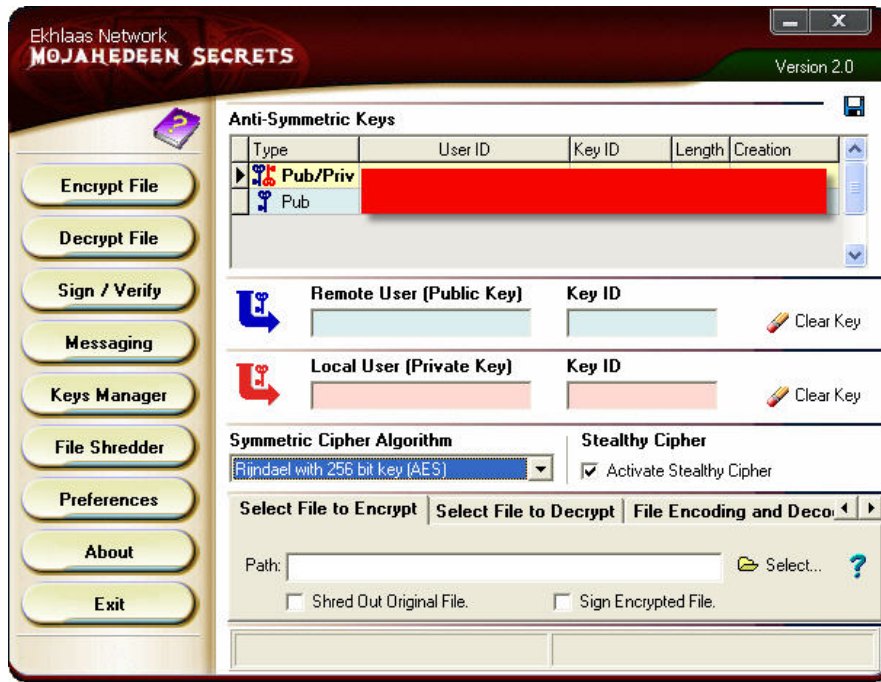 Ekhlaas Network
MOJAHEDEEN SECRETS
Version 2.0
Anti-Symmetric Keys
Type User ID Key ID Length Creation
Pub/Priv
Pub
Encrypt File
Decrypt File
Sign / Verify
Messaging
Keys Manager
File Shredder
Preferences
About
Exit
Remote User (Public Key) Key ID
Clear Key
Local User (Private Key) Key ID
Clear Key
Symmetric Cipher Algorithm Stealthy Cipher
Rijndael with 256 bit key (AES) Activate Stealthy Cipher
Select File to Encrypt Select File to Decrypt File Encoding and Deco
Path: Select... ?
Shred Out Original File. Sign Encrypted File.